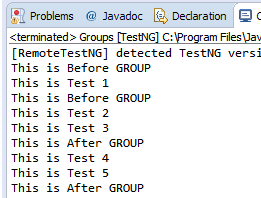 Problems @ Javadoc Declaration
<terminated> Groups [TestNG] C:\Program Files\Jav
[RemoteTestNG] detected TestNG versi
This is Before GROUP
This is Test 1
This is Before GROUP
This is Test 2
This is Test 3
This is After GROUP
This is Test 4
This is Test 5
This is After GROUP